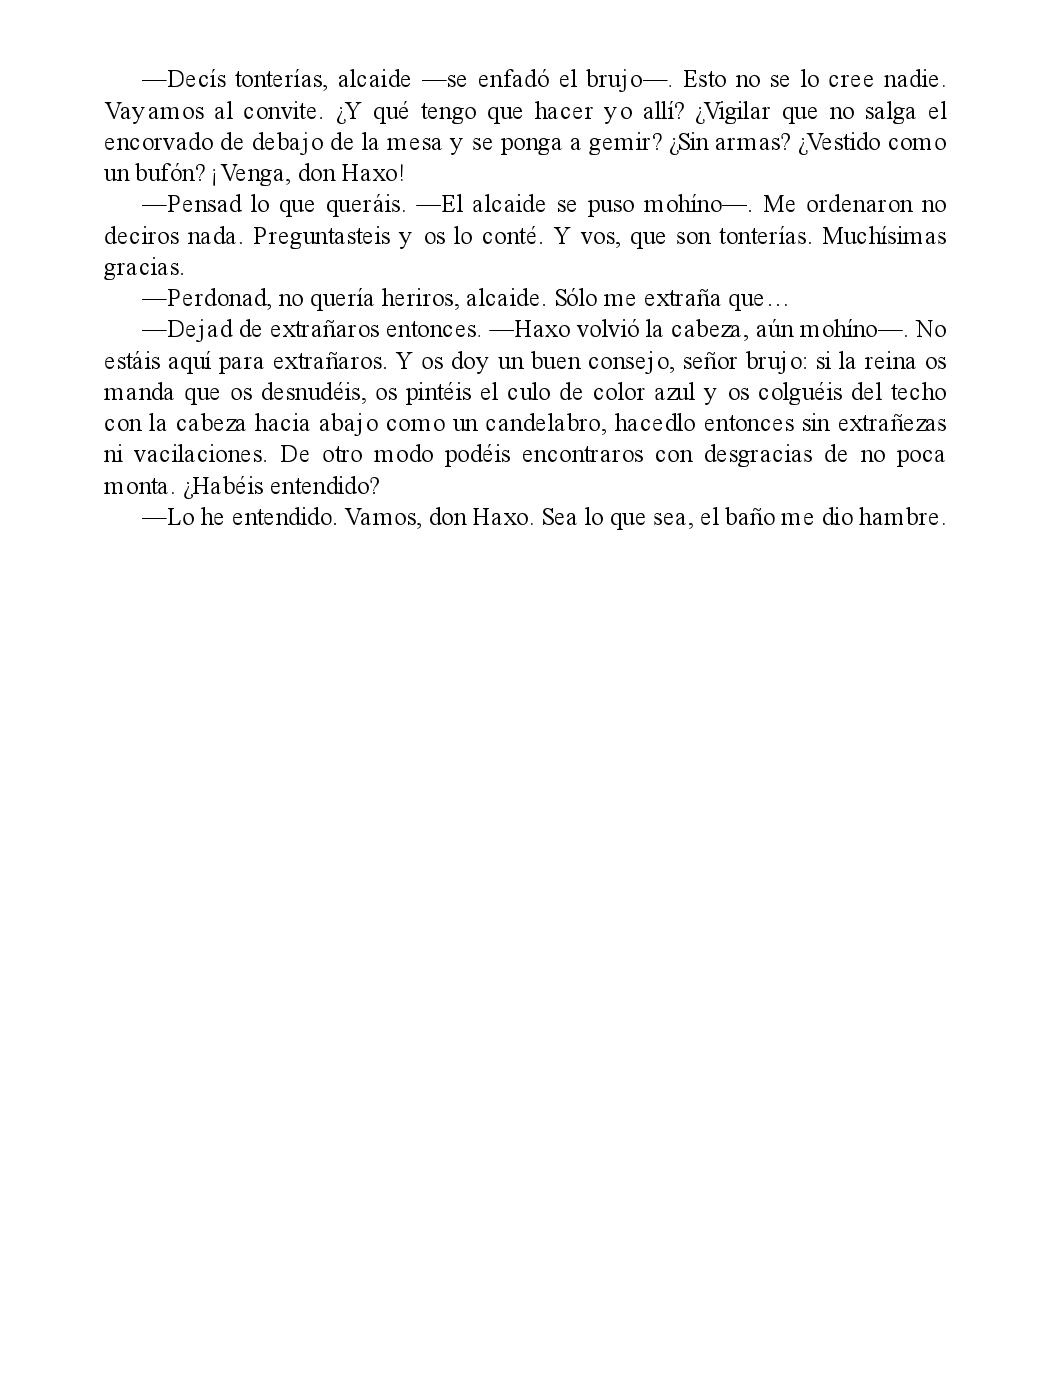 —Decís tonterías, alcaide —se enfadó el brujo—. Esto no se lo cree nadie.
Vayamos al convite. ¿Y qué tengo que hacer yo allí? ¿Vigilar que no salga el
encorvado de debajo de la mesa y se ponga a gemir? ¿Sin armas? ¿Vestido como
un bufón? ¡Venga, don Haxo!
—Pensad lo que queráis. —El alcaide se puso mohíno—. Me ordenaron no
deciros nada. Preguntasteis y os lo conté. Y vos, que son tonterías. Muchísimas
gracias.
—Perdonad, no quería heriros, alcaide. Sólo me extraña que…
—Dejad de extrañaros entonces. —Haxo volvió la cabeza, aún mohíno—. No
estáis aquí para extrañaros. Y os doy un buen consejo, señor brujo: si la reina os
manda que os desnudéis, os pintéis el culo de color azul y os colguéis del techo
con la cabeza hacia abajo como un candelabro, hacedlo entonces sin extrañezas
ni vacilaciones. De otro modo podéis encontraros con desgracias de no poca
monta. ¿Habéis entendido?
—Lo he entendido. Vamos, don Haxo. Sea lo que sea, el baño me dio hambre.